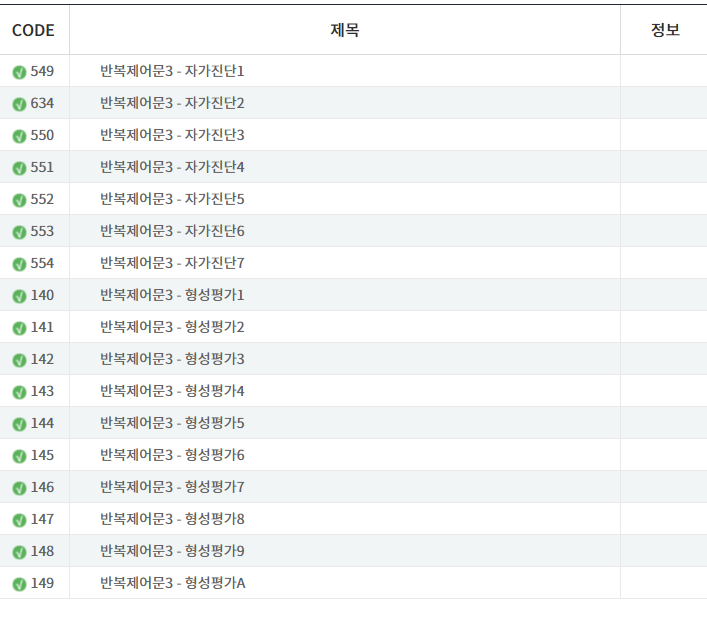 CODE 제목 정보
549 반복제어문3 - 자가진단1
634 반복제어문3 - 자가진단2
550 반복제어문3 - 자가진단3
551 반복제어문3 - 자가진단4
552 반복제어문3 - 자가진단5
553 반복제어문3 - 자가진단6
554 반복제어문3 - 자가진단7
140 반복제어문3 - 형성평가1
141 반복제어문3 - 형성평가2
142 반복제어문3 - 형성평가3
143 반복제어문3 - 형성평가4
144 반복제어문3 - 형성평가5
145 반복제어문3 - 형성평가6
146 반복제어문3 - 형성평가7
147 반복제어문3 - 형성평가8
148 반복제어문3 - 형성평가9
149 반복제어문3 - 형성평가A